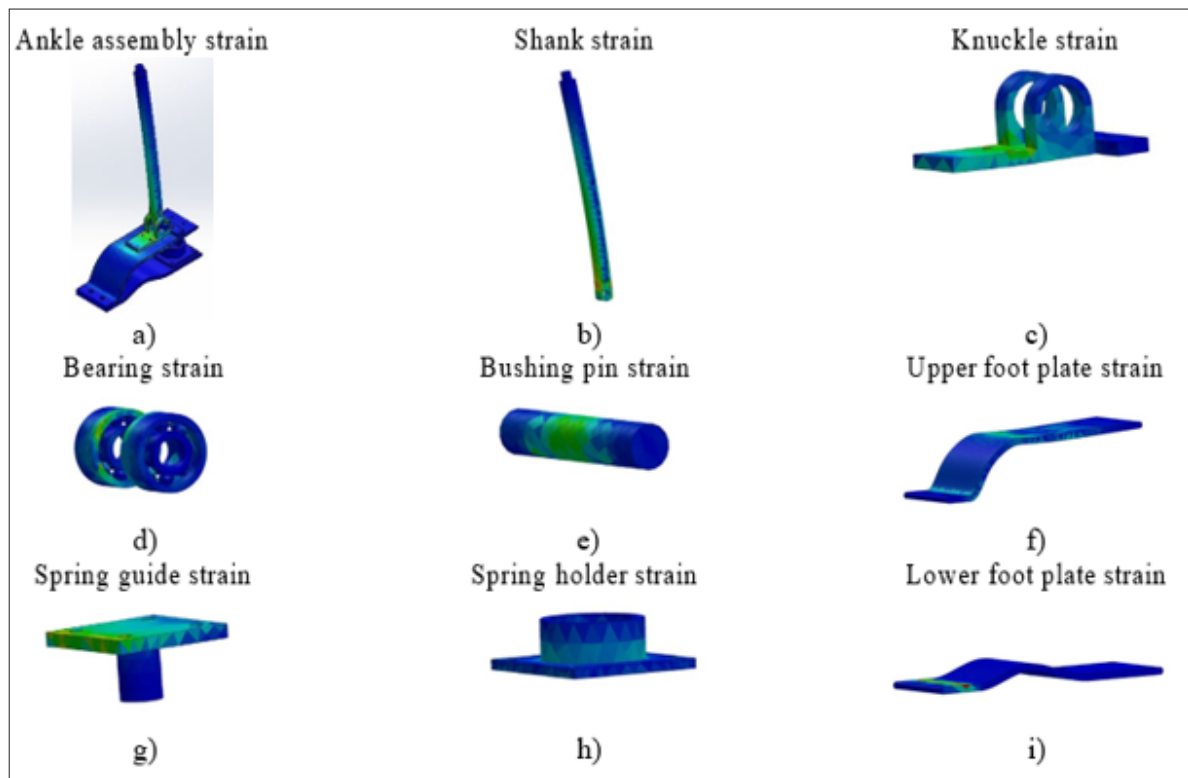 Ankle assembly strain
Shank strain
Knuckle strain
a)
b)
c)
Bearing strain
Bushing pin strain
Upper foot plate strain
d)
e)
f)
Spring guide strain
Spring holder strain
Lower foot plate strain
g)
h)
i)